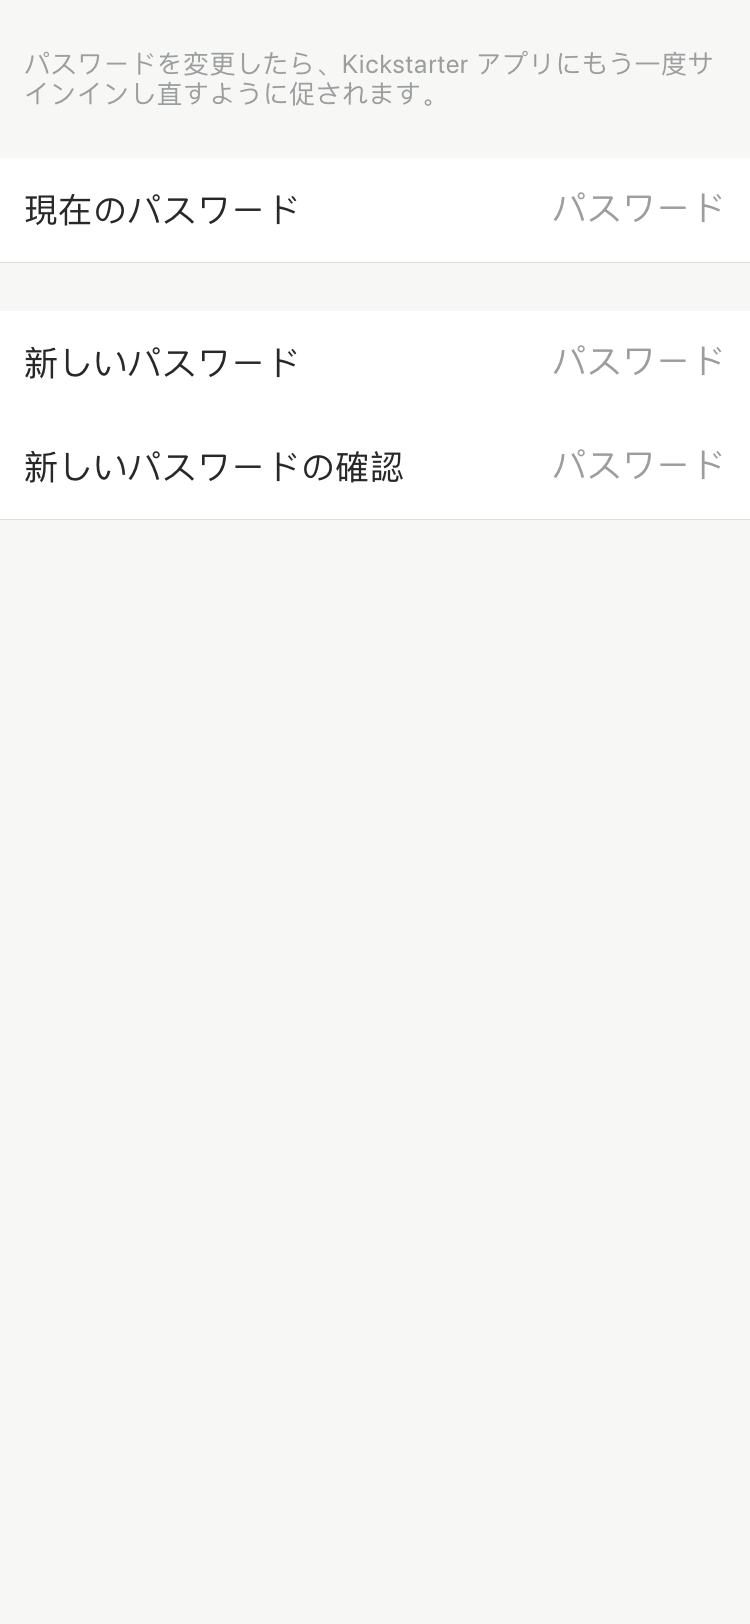 パスワードを変更したら、Kickstarter アプリにもう一度サ
インインし直すように促されます。
現在のパスワード パスワード
新しいパスワード パスワード
新しいパスワードの確認 パスワード